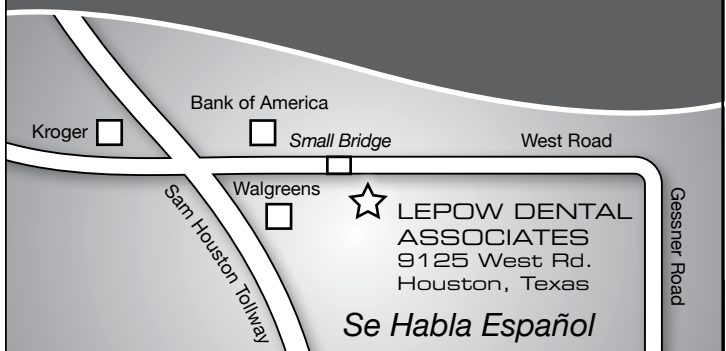 Bank of America
Kroger
Small Bridge
West Road
Walgreens
Sam Houston Tollway
Gessner Road
LEPOW DENTAL
ASSOCIATES
9125 West Rd.
Houston, Texas
Se Habla Español